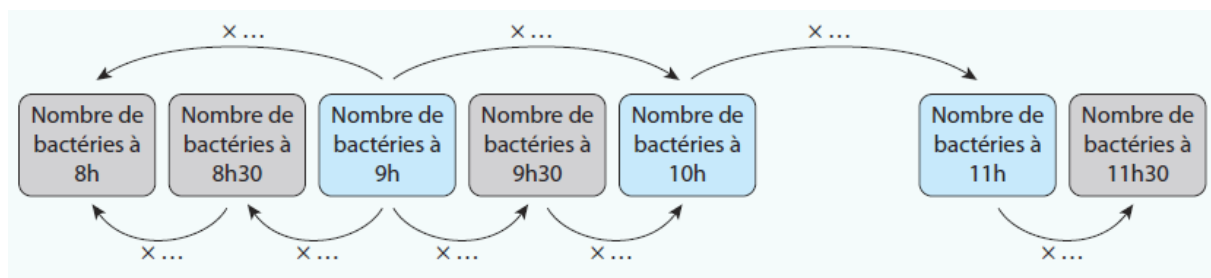 × ... × ... × ...
Nombre de bactéries à 8h
Nombre de bactéries à 8h30
Nombre de bactéries à 9h
Nombre de bactéries à 9h30
Nombre de bactéries à 10h
Nombre de bactéries à 11h
Nombre de bactéries à 11h30
× ... × ... × ... × ... × ...